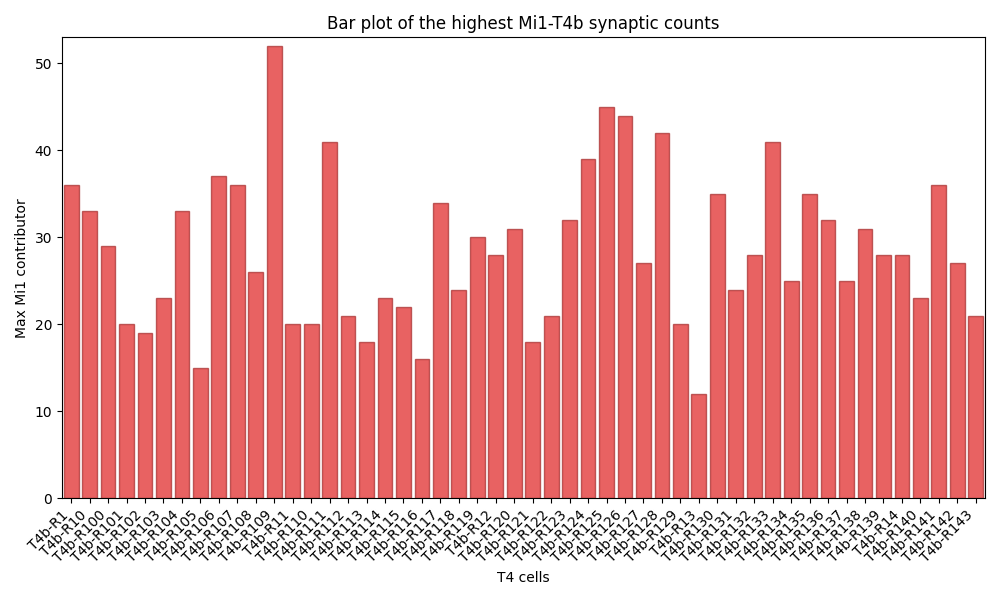 Bar plot of the highest Mi1-T4b synaptic counts
Max Mi1 contributor
50
40
30
20
10
0
T4b-R1
T4b-R10
T4b-R100
T4b-R101
T4b-R102
T4b-R103
T4b-R104
T4b-R105
T4b-R106
T4b-R107
T4b-R108
T4b-R109
T4b-R11
T4b-R110
T4b-R111
T4b-R112
T4b-R113
T4b-R114
T4b-R115
T4b-R116
T4b-R117
T4b-R118
T4b-R119
T4b-R12
T4b-R120
T4b-R121
T4b-R122
T4b-R123
T4b-R124
T4b-R125
T4b-R126
T4b-R127
T4b-R128
T4b-R129
T4b-R13
T4b-R130
T4b-R131
T4b-R132
T4b-R133
T4b-R134
T4b-R135
T4b-R136
T4b-R137
T4b-R138
T4b-R139
T4b-R14
T4b-R140
T4b-R141
T4b-R142
T4b-R143
T4 cells